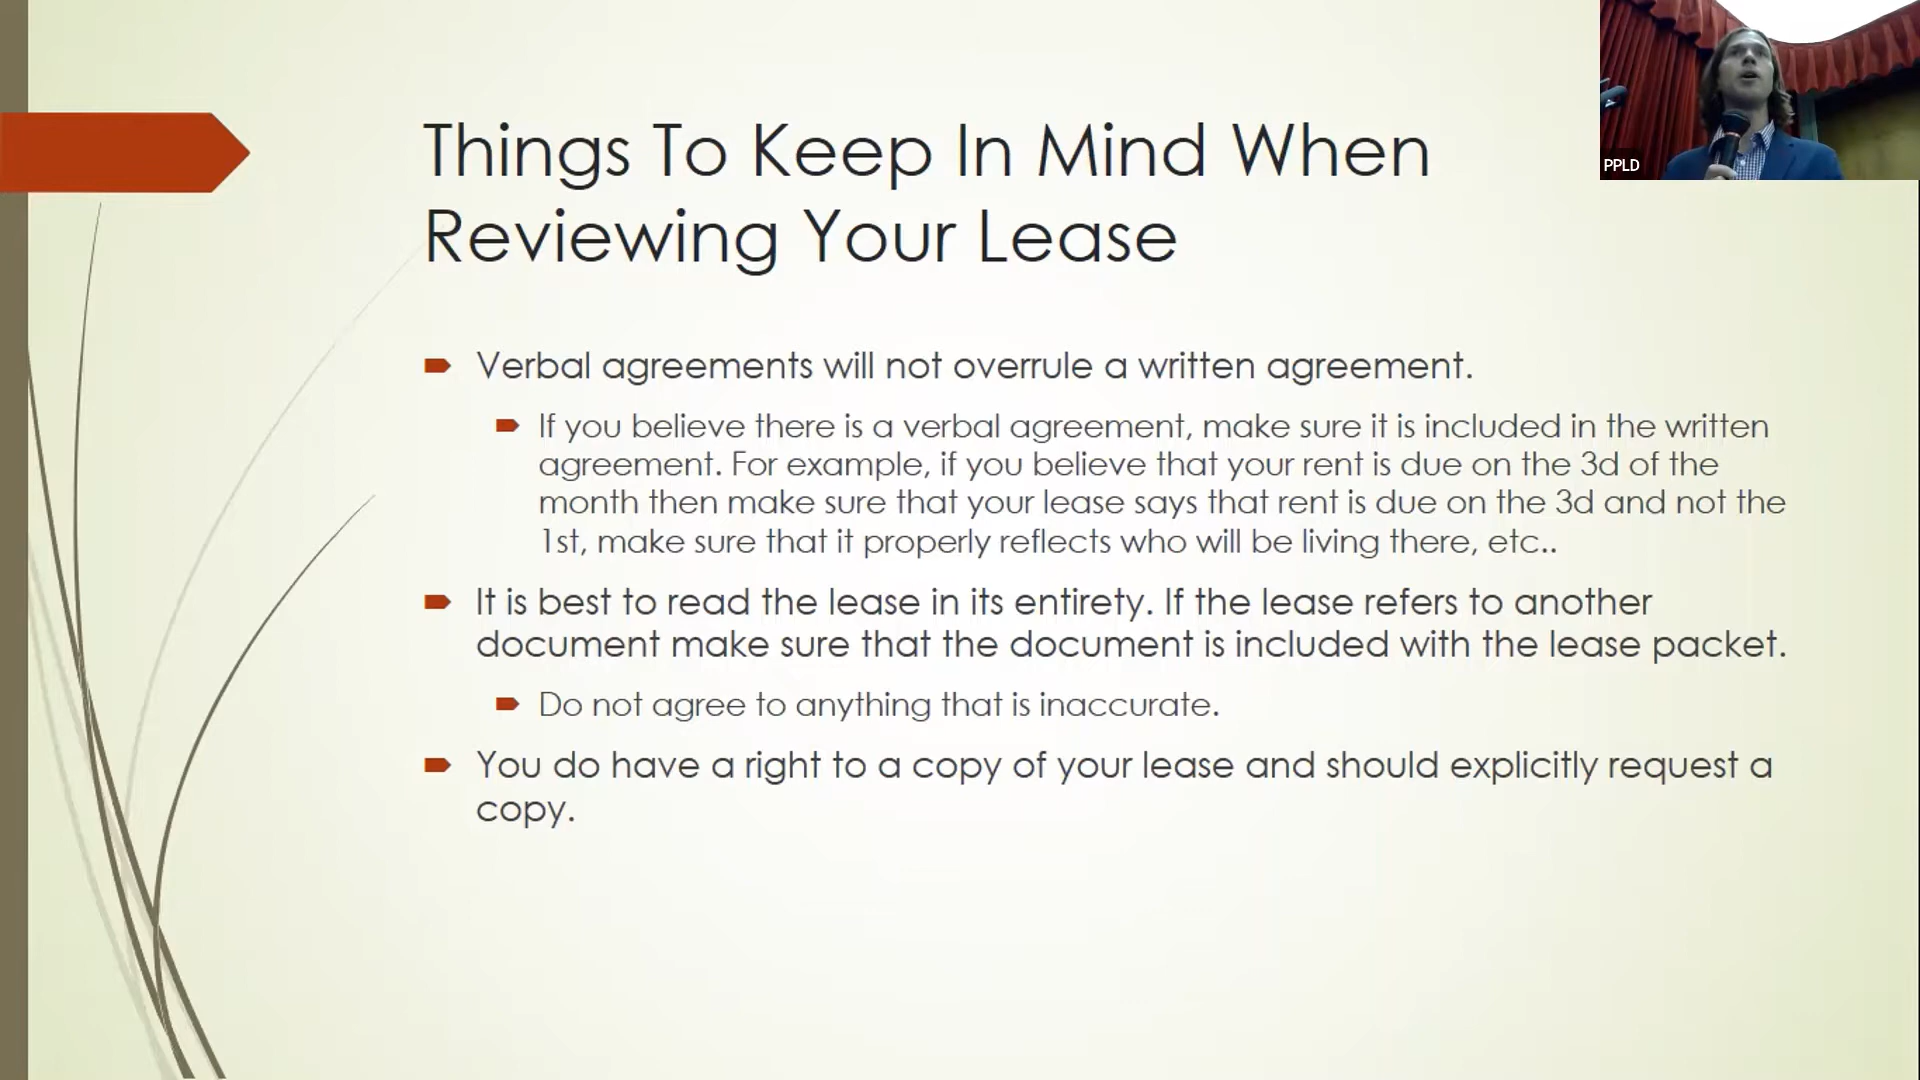 Things To Keep In Mind When
Reviewing Your Lease
Verbal agreements will not overrule a written agreement.
If you believe there is a verbal agreement, make sure it is included in the written
agreement. For example, if you believe that your rent is due on the 3d of the
month then make sure that your lease says that rent is due on the 3d and not the
1st, make sure that it properly reflects who will be living there, etc..
It is best to read the lease in its entirety. If the lease refers to another
document make sure that the document is included with the lease packet.
Do not agree to anything that is inaccurate.
You do have a right to a copy of your lease and should explicitly request a
copy.
PPLD